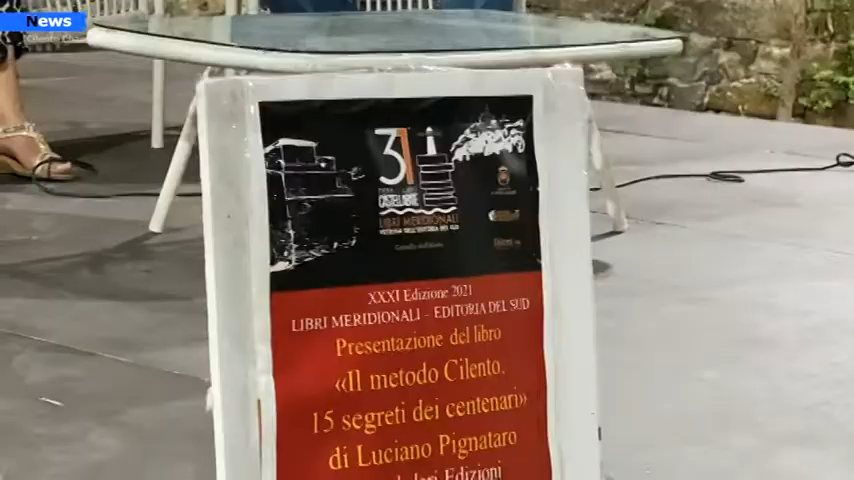 News
31
CASTELLABATE
LIBRI MERIDIONALI
XXXI Edizione 2021
LIBRI MERIDIONALI - EDITORIA DEL SUD
Presentazione del libro
«Il metodo Cilento.
15 segreti dei centenari»
di Luciano Pignataro
Edizioni